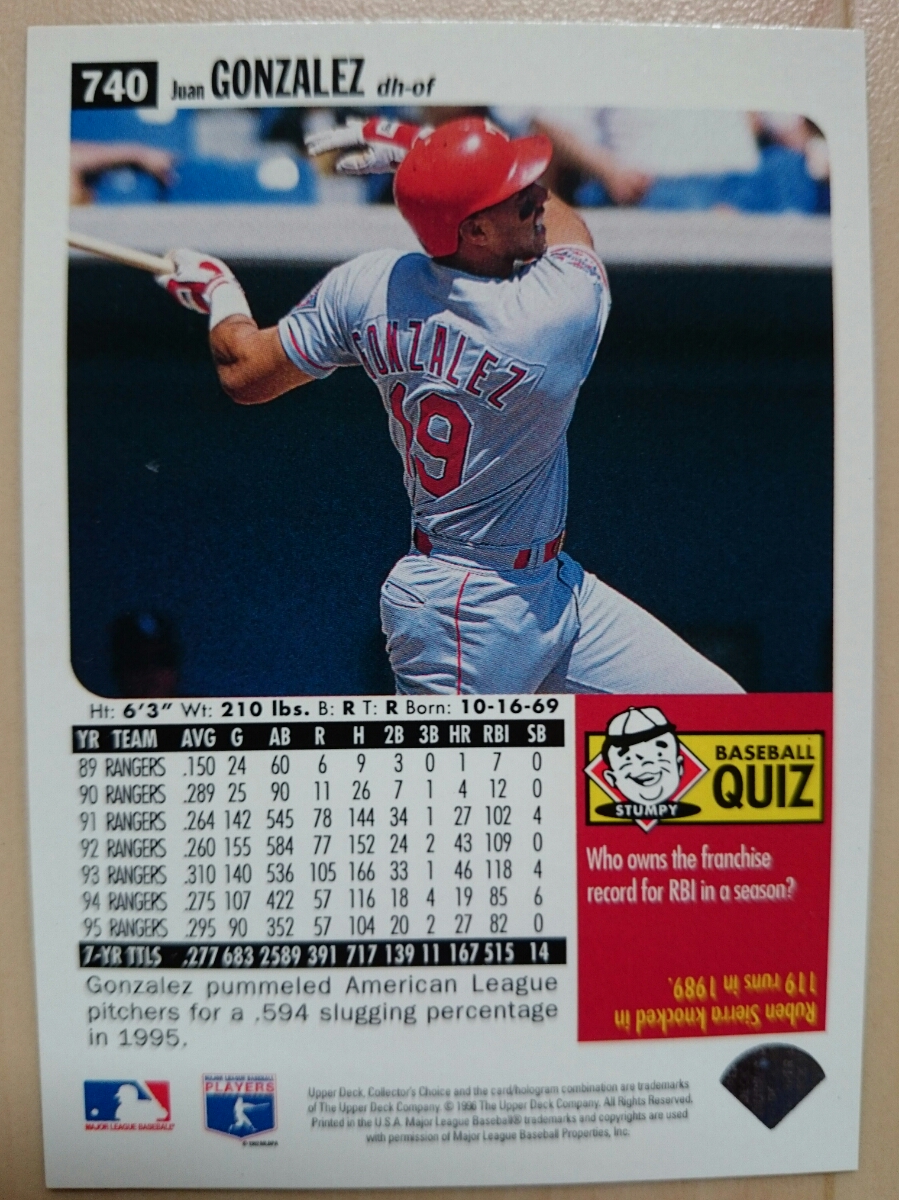 740 Juan GONZALEZ dh-of
GONZALEZ
19
Ht: 6'3" Wt: 210 lbs. B: R T: R Born: 10-16-69
YR TEAM AVG G AB R H 2B 3B HR RBI SB
89 RANGERS .150 24 60 6 9 3 0 1 7 0
90 RANGERS .289 25 90 11 26 7 1 4 12 0
91 RANGERS .264 142 545 78 144 34 1 27 102 4
92 RANGERS .260 155 584 77 152 24 2 43 109 0
93 RANGERS .310 140 536 105 166 33 1 46 118 4
94 RANGERS .275 107 422 57 116 18 4 19 85 6
95 RANGERS .295 90 352 57 104 20 2 27 82 0
7-YR TTLS .277 683 2589 391 717 139 11 167 515 14
Gonzalez pummeled American League
pitchers for a .594 slugging percentage
in 1995.
STUMPY
BASEBALL
QUIZ
Who owns the franchise
record for RBI in a season?
Ruben Sierra knocked in
119 runs in 1989.
MAJOR LEAGUE BASEBALL
MAJOR LEAGUE BASEBALL
PLAYERS
Upper Deck, Collector's Choice and the card/hologram combination are trademarks
of The Upper Deck Company. © 1996 The Upper Deck Company. All Rights Reserved.
Printed in the U.S.A. Major League Baseball® trademarks and copyrights are used
with permission of Major League Baseball Properties, Inc.